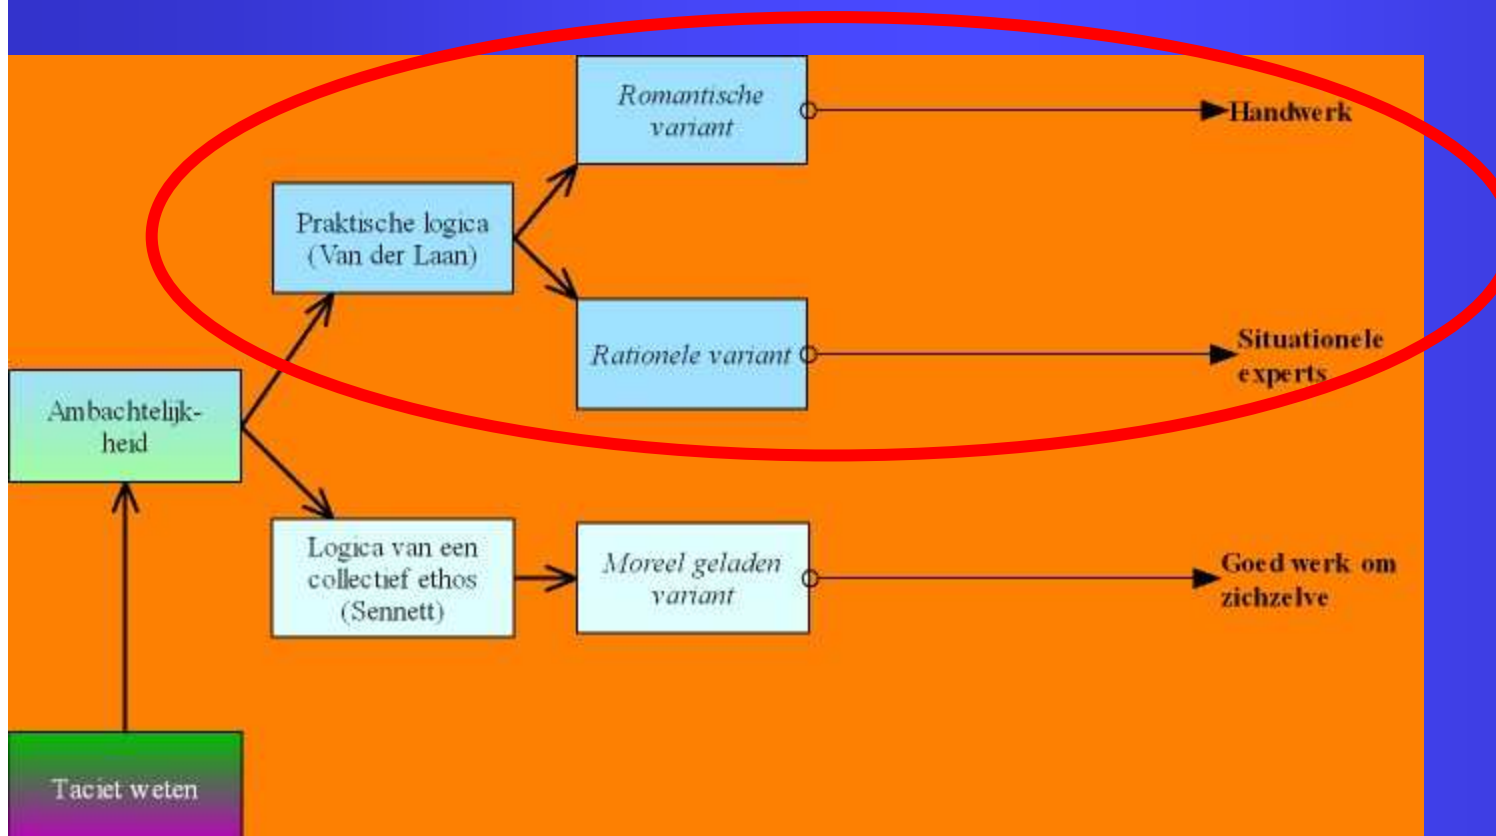 Romantische
variant
Handwerk
Praktische logica
(Van der Laan)
Rationele variant
Situationele
experts
Ambachtelijk-
heid
Logica van een
collectief ethos
(Sennett)
Moreel geladen
variant
Goed werk om
zichzelve
Taciet weten